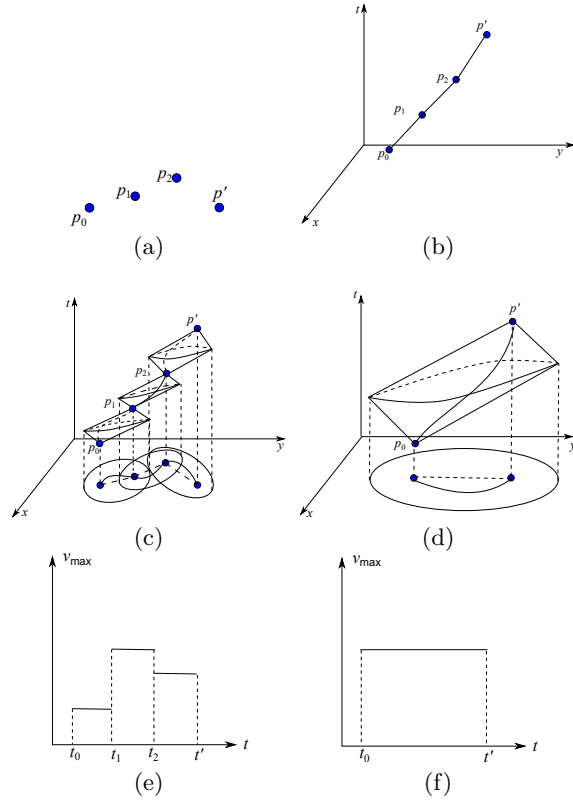 t
p′
p₂
p₁
p₀
y
x
p₂
p₁
p₀
p′
(a)
(b)
t
p′
p₂
p₁
p₀
y
x
t
p′
p₀
y
x
(c)
(d)
v_max
t₀ t₁ t₂ t′ t
v_max
t₀ t′ t
(e)
(f)